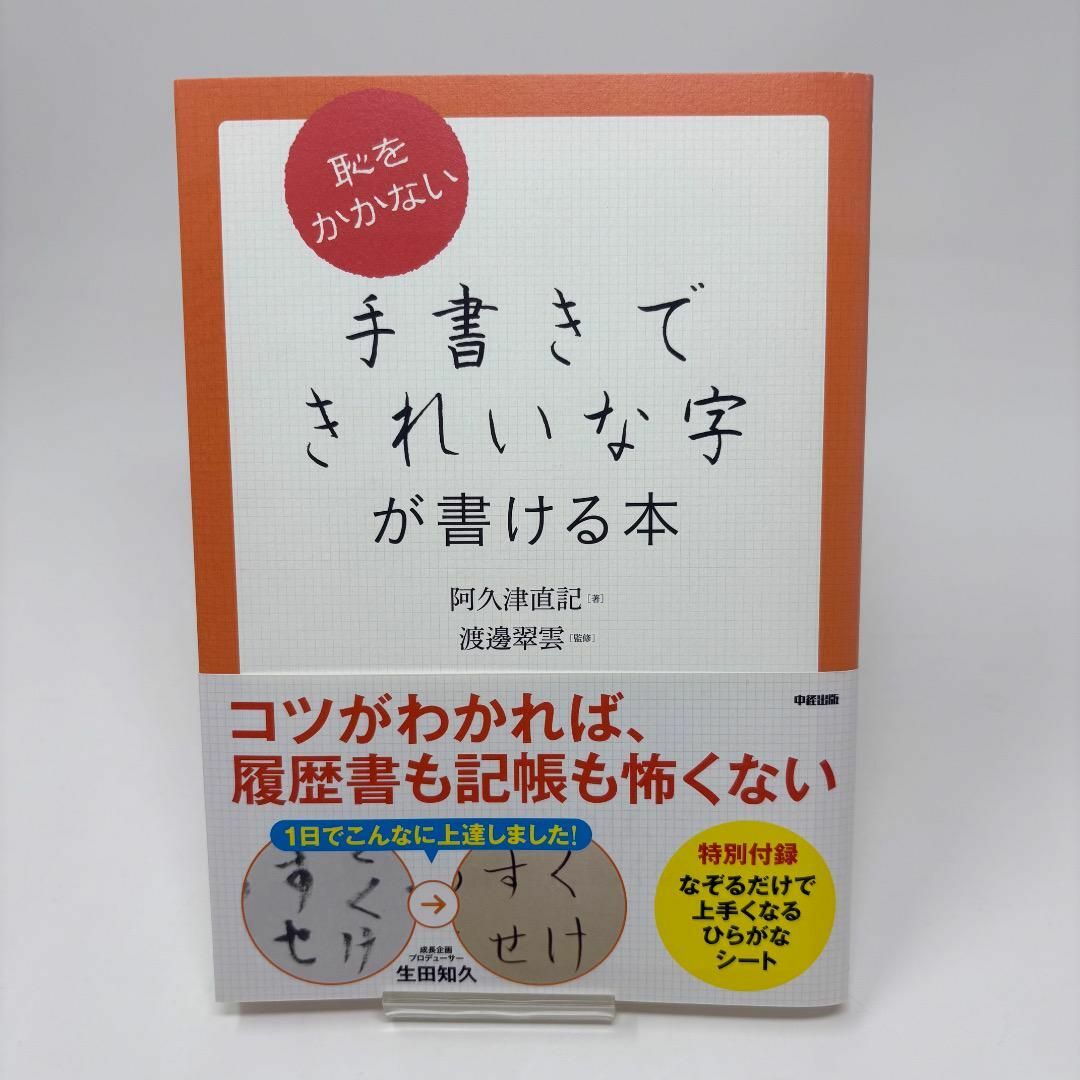 恥を
かかない
手書きで
きれいな字
が書ける本
阿久津直記[著]
渡邊翠雲[監修]
中経出版
コツがわかれば、
履歴書も記帳も怖くない
1日でこんなに上達しました!
すく
せけ
すく
せけ
成長企画
プロデューサー
生田知久
特別付録
なぞるだけで
上手くなる
ひらがな
シート